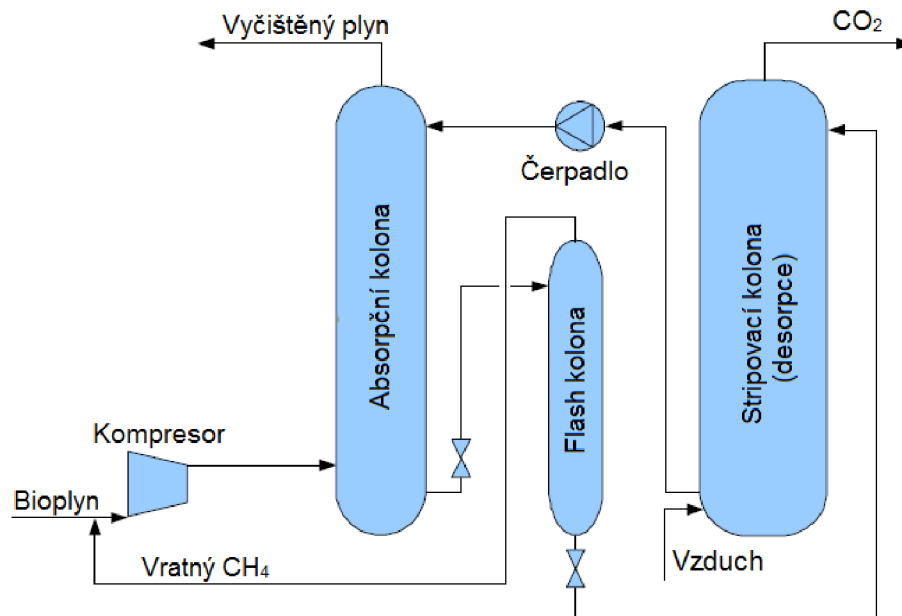 Vyčištěný plyn
CO₂
Čerpadlo
Absorpční kolona
Flash kolona
Stripovací kolona
(desorpce)
Kompresor
Bioplyn
Vratný CH₄
Vzduch